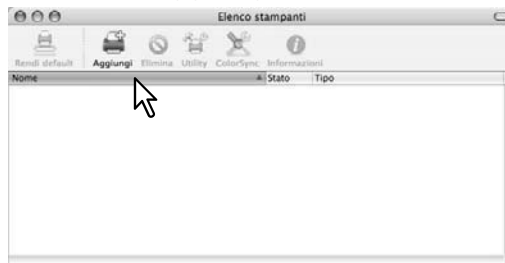 Elenco stampanti
Rendi default Aggiungi Elimina Utility ColorSync Informazioni
Nome Stato Tipo